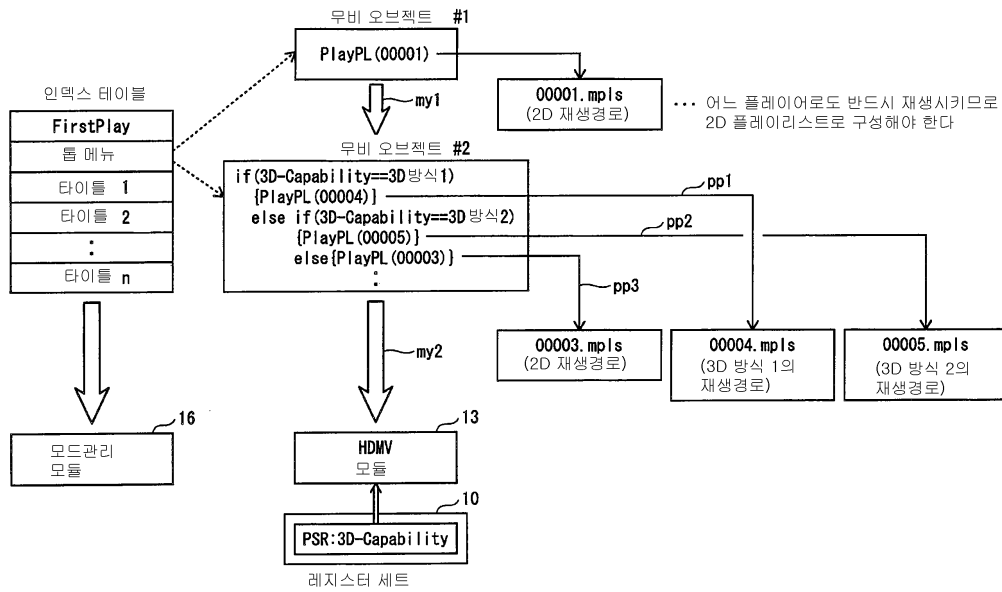 무비 오브젝트 #1
PlayPL(00001)
my1
00001.mpls
(2D 재생경로)
··· 어느 플레이어로도 반드시 재생시키므로
2D 플레이리스트로 구성해야 한다
인덱스 테이블
FirstPlay
톱 메뉴
타이틀 1
타이틀 2
:
타이틀 n
무비 오브젝트 #2
if(3D-Capability==3D방식1)
{PlayPL(00004)}
else if(3D-Capability==3D방식2)
{PlayPL(00005)}
else{PlayPL(00003)}
:
pp1
pp2
pp3
00003.mpls
(2D 재생경로)
00004.mpls
(3D 방식 1의
재생경로)
00005.mpls
(3D 방식 2의
재생경로)
my2
16
모드관리
모듈
13
HDMV
모듈
10
PSR:3D-Capability
레지스터 세트